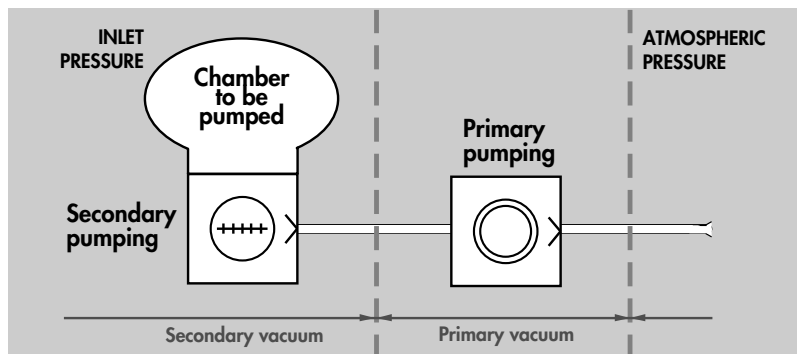 INLET
PRESSURE
Chamber
to be
pumped
ATMOSPHERIC
PRESSURE
Primary
pumping
Secondary
pumping
Secondary vacuum
Primary vacuum